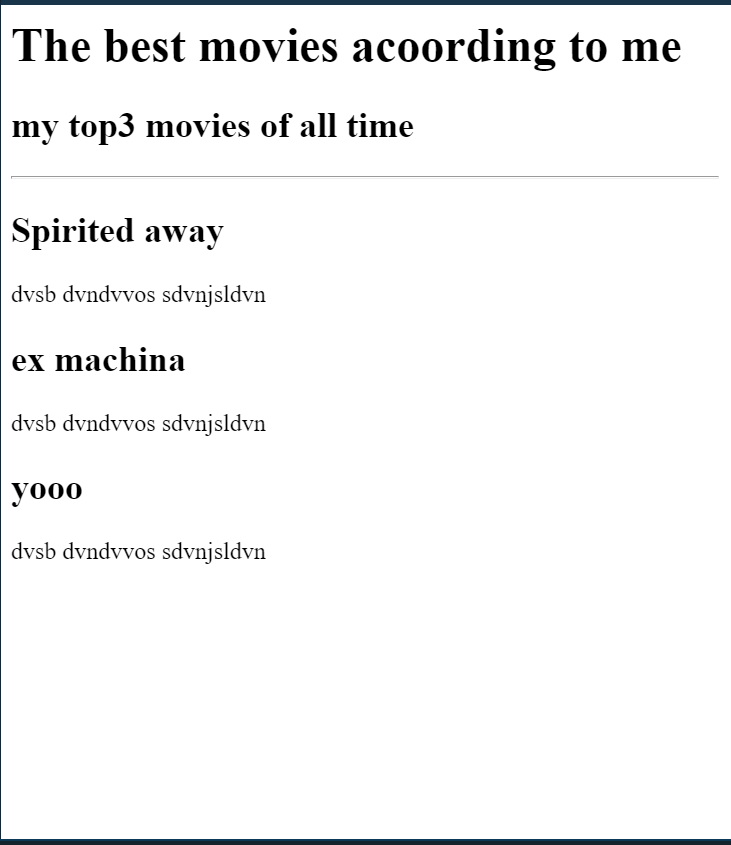 The best movies acoording to me
my top3 movies of all time
Spirited away
dvsb dvndvvos sdvnjsldvn
ex machina
dvsb dvndvvos sdvnjsldvn
yooo
dvsb dvndvvos sdvnjsldvn